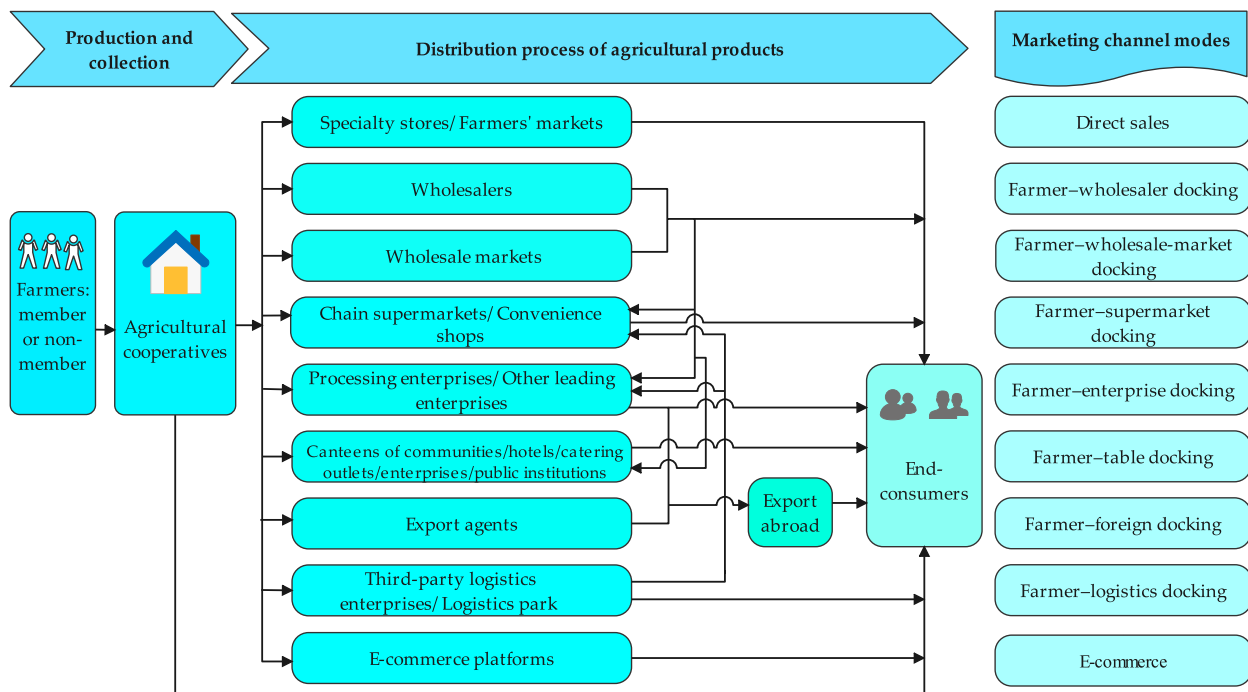 Production and
collection
Distribution process of agricultural products
Marketing channel modes
Farmers:
member
or non-
member
Agricultural
cooperatives
Specialty stores/ Farmers' markets
Wholesalers
Wholesale markets
Chain supermarkets/ Convenience
shops
Processing enterprises/ Other leading
enterprises
Canteens of communities/hotels/catering
outlets/enterprises/public institutions
Export agents
Third-party logistics
enterprises/ Logistics park
E-commerce platforms
Export
abroad
End-
consumers
Direct sales
Farmer–wholesaler docking
Farmer–wholesale-market
docking
Farmer–supermarket
docking
Farmer–enterprise docking
Farmer–table docking
Farmer–foreign docking
Farmer–logistics docking
E-commerce